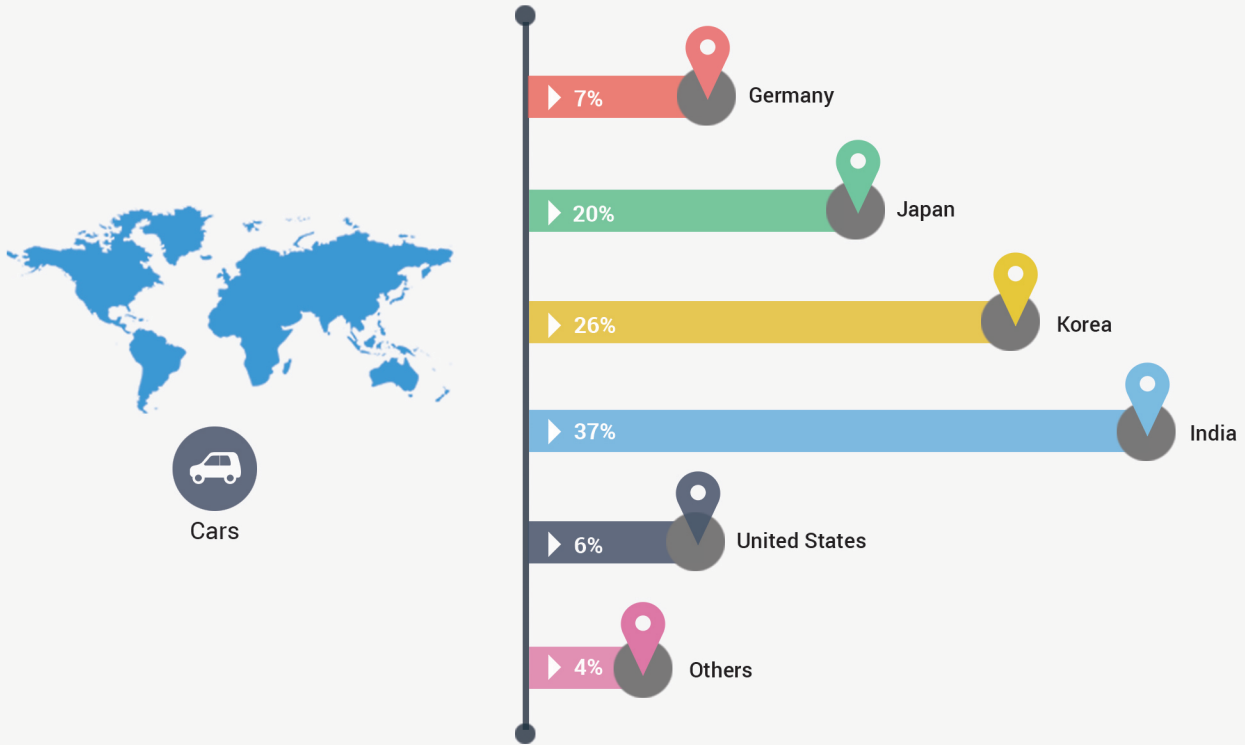 7%
Germany
20%
Japan
26%
Korea
37%
India
6%
United States
4%
Others
Cars